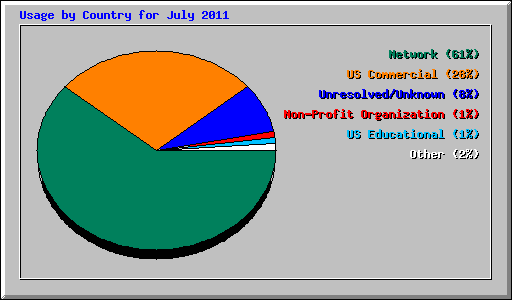 Usage by Country for July 2011
Network (61%)
US Commercial (28%)
Unresolved/Unknown (8%)
Non-Profit Organization (1%)
US Educational (1%)
Other (2%)